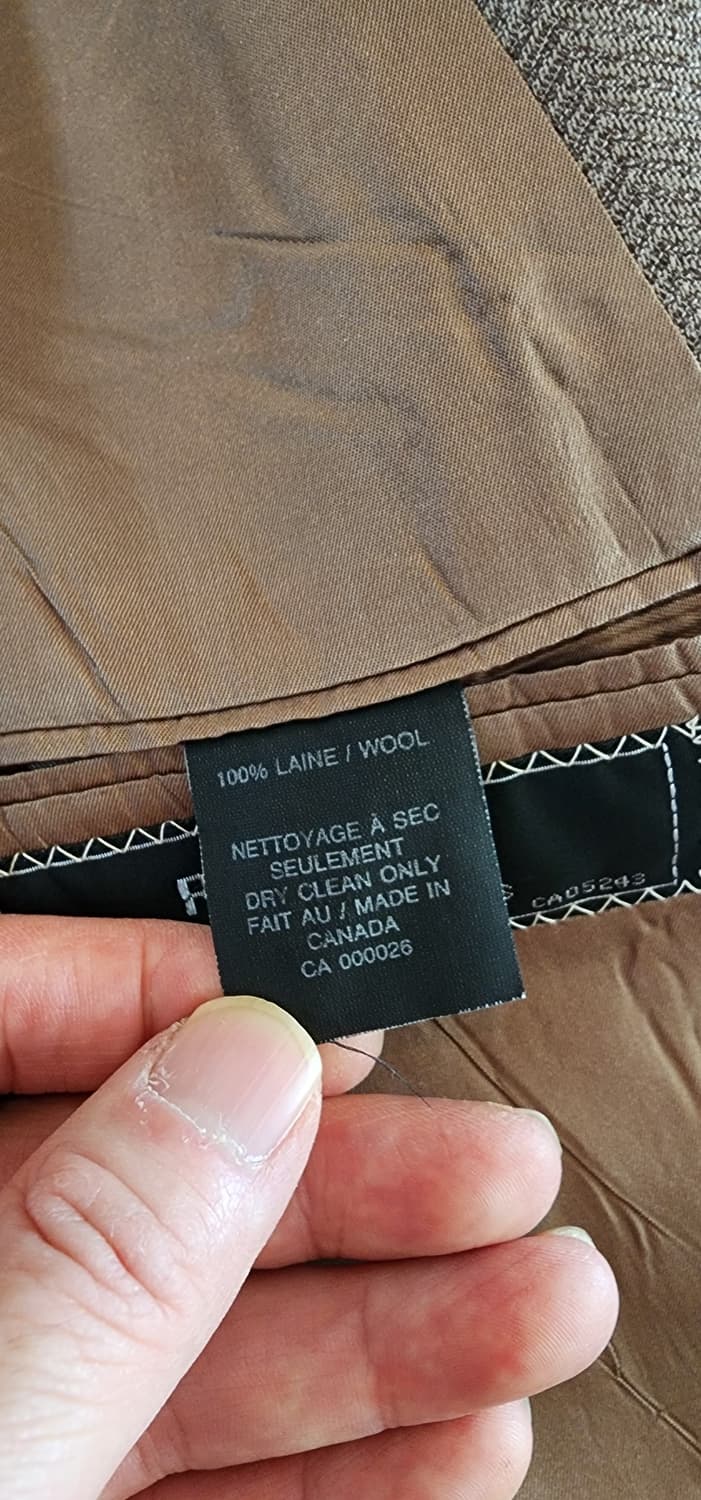 100% LAINE / WOOL
NETTOYAGE À SEC
SEULEMENT
DRY CLEAN ONLY
FAIT AU / MADE IN
CANADA
CA 000026
CA05243